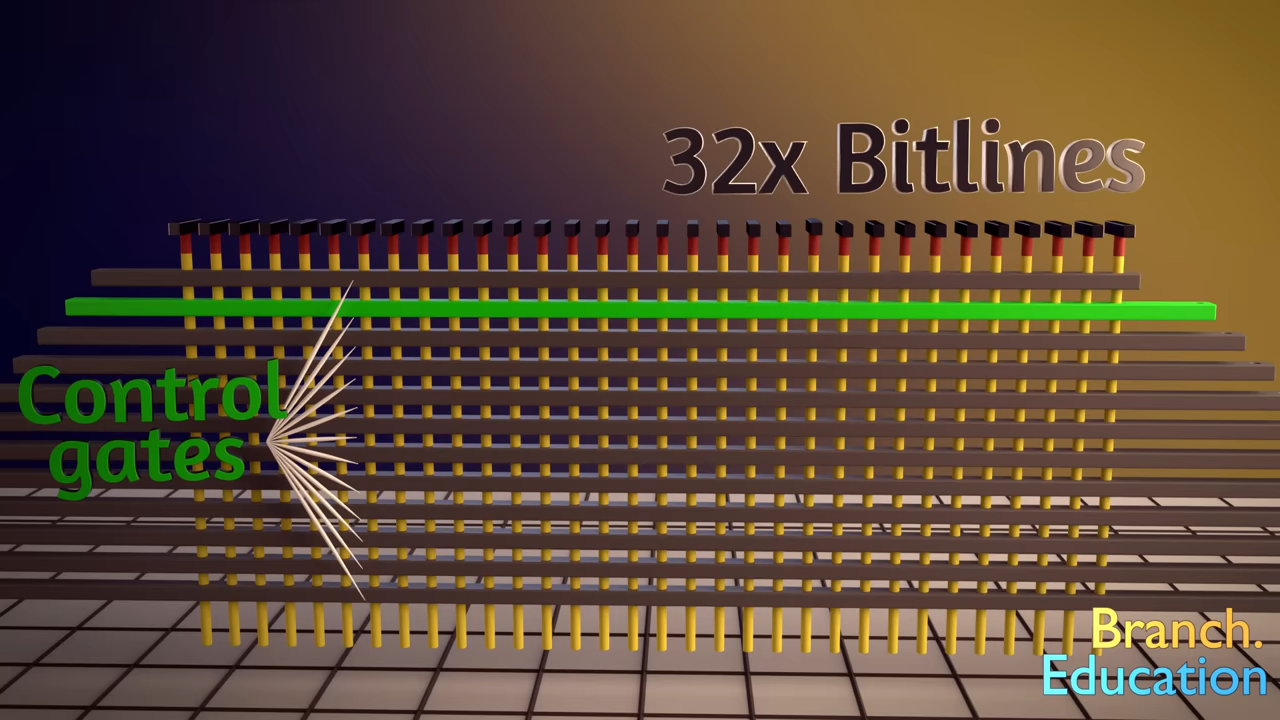 32x Bitlines
Control
gates
Branch.
Education